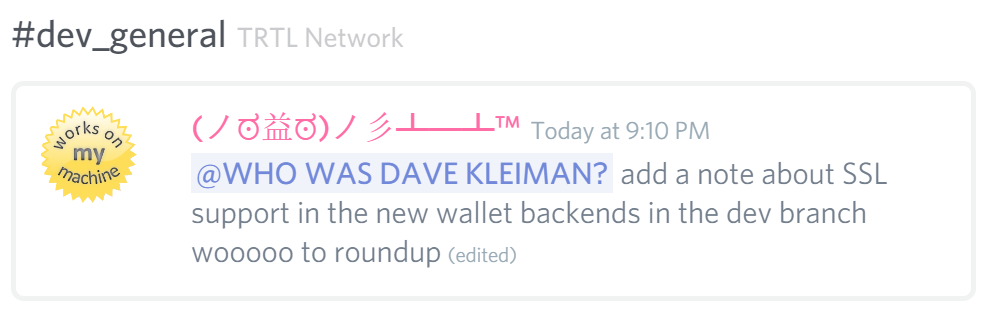 #dev_general TRTL Network
works on
my
machine
(ノಠ益ಠ)ノ彡┻━┻™ Today at 9:10 PM
@WHO WAS DAVE KLEIMAN? add a note about SSL
support in the new wallet backends in the dev branch
wooooo to roundup (edited)